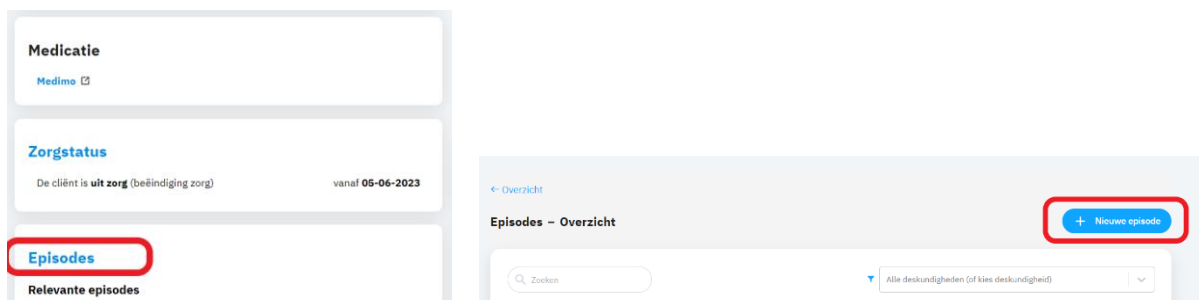 Medicatie
Medimo
Zorgstatus
De cliënt is uit zorg (beëindiging zorg) vanaf 05-06-2023
Episodes
Relevante episodes
← Overzicht
Episodes – Overzicht
+ Nieuwe episode
Zoeken
Alle deskundigheden (of kies deskundigheid)